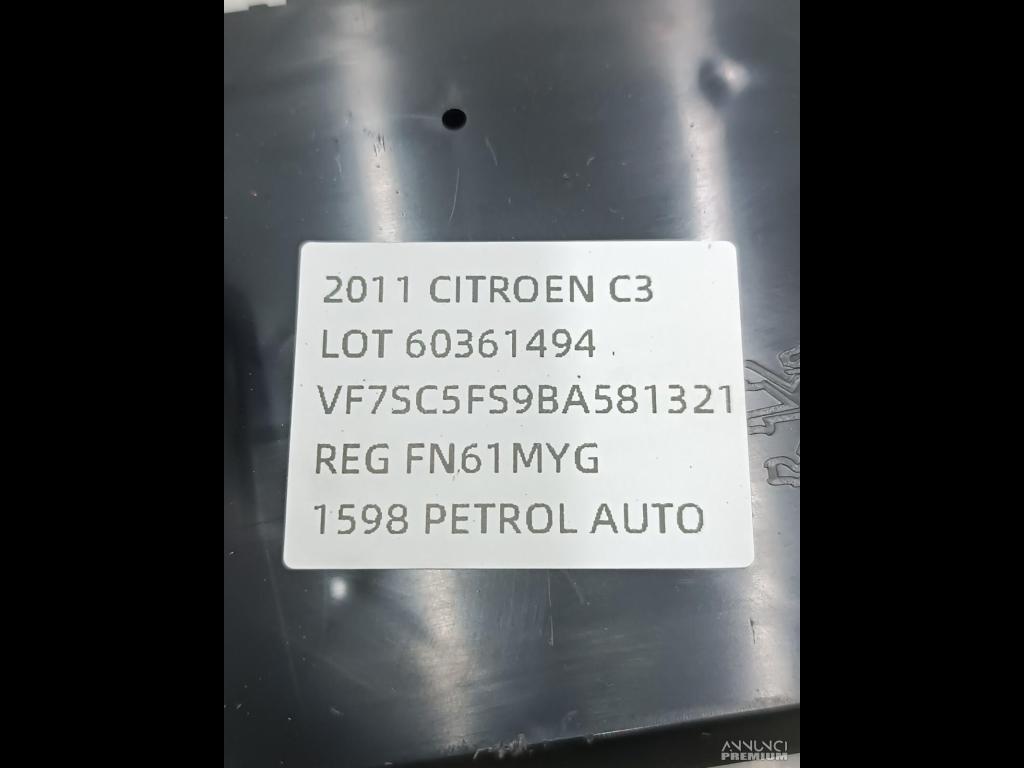 2011 CITROEN C3
LOT 60361494
VF7SC5FS9BA581321
REG FN61MYG
1598 PETROL AUTO
ANNUNCI
PREMIUM